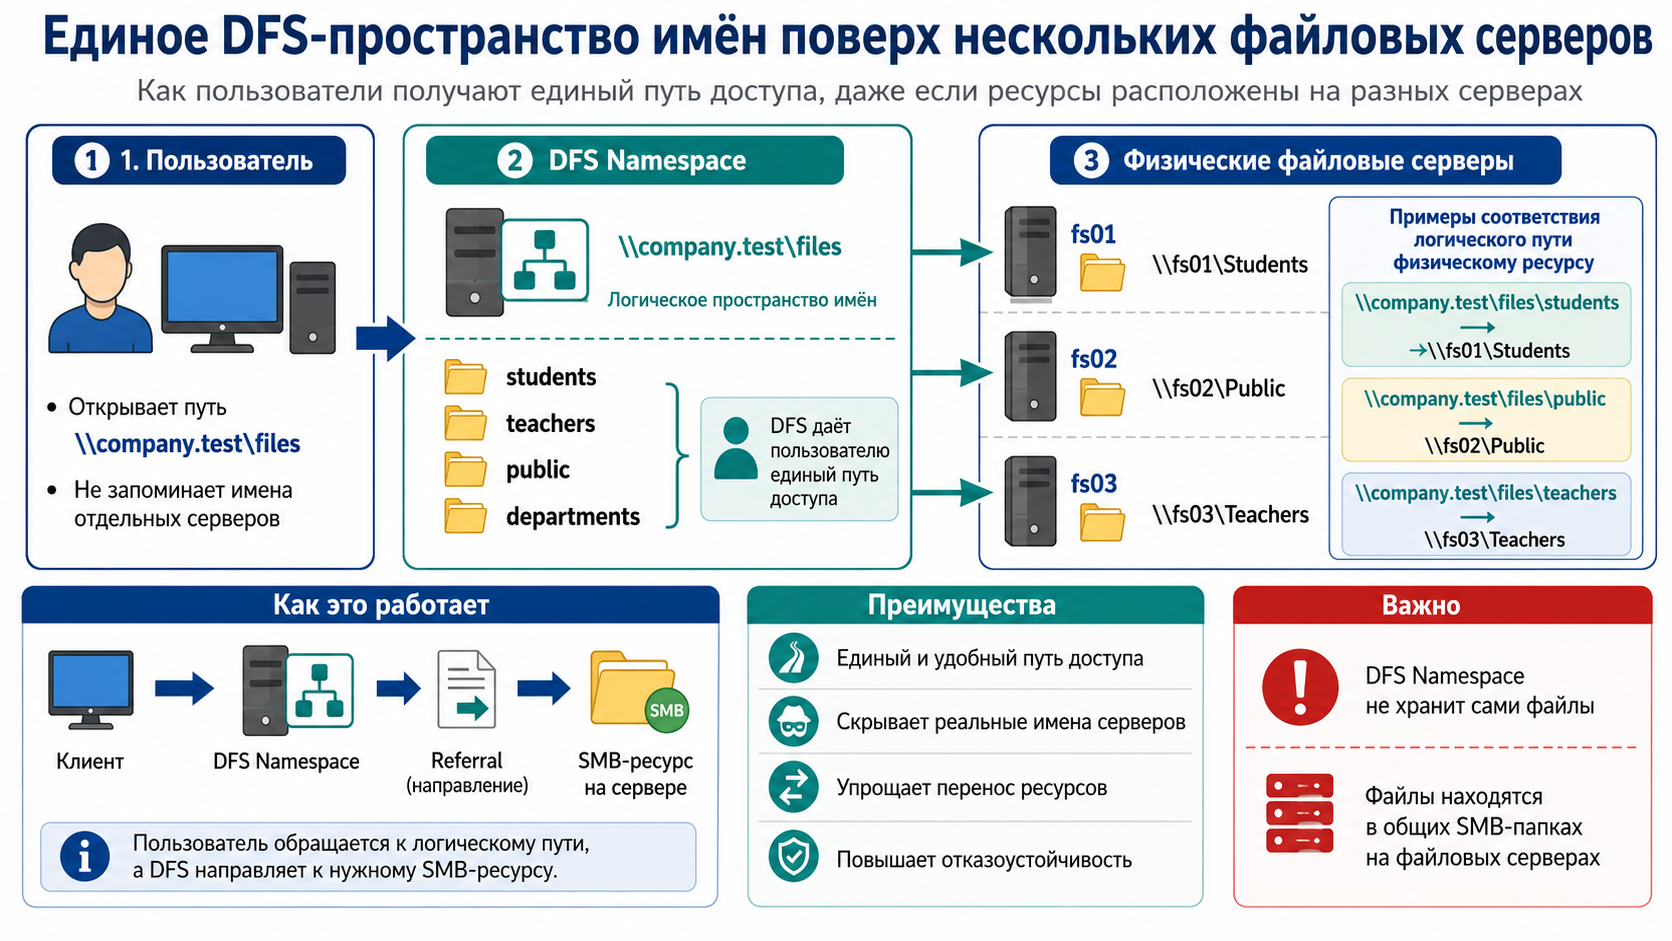 Единое DFS-пространство имён поверх нескольких файловых серверов
Как пользователи получают единый путь доступа, даже если ресурсы расположены на разных серверах
1 1. Пользователь
• Открывает путь
\\company.test\files
• Не запоминает имена
отдельных серверов
2 DFS Namespace
\\company.test\files
Логическое пространство имён
students
teachers
public
departments
DFS даёт
пользователю
единый путь
доступа
3 Физические файловые серверы
fs01
\\fs01\Students
fs02
\\fs02\Public
fs03
\\fs03\Teachers
Примеры соответствия
логического пути
физическому ресурсу
\\company.test\files\students
→
→\\fs01\Students
\\company.test\files\public
→
\\fs02\Public
\\company.test\files\teachers
→
\\fs03\Teachers
Как это работает
Клиент
DFS Namespace
Referral
(направление)
SMB
SMB-ресурс
на сервере
i
Пользователь обращается к логическому пути,
а DFS направляет к нужному SMB-ресурсу.
Преимущества
Единый и удобный путь доступа
Скрывает реальные имена серверов
Упрощает перенос ресурсов
Повышает отказоустойчивость
Важно
!
DFS Namespace
не хранит сами файлы
Файлы находятся
в общих SMB-папках
на файловых серверах